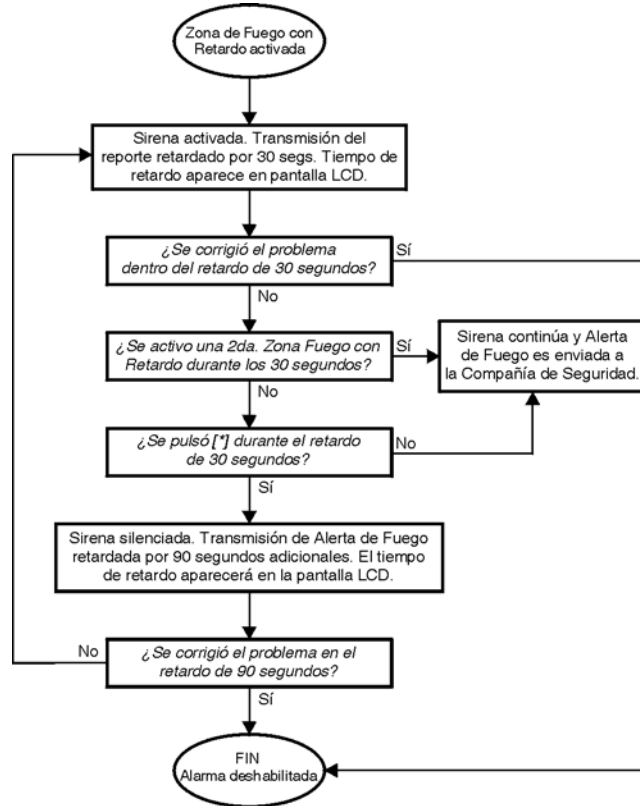 Zona de Fuego con
Retardo activada
Sirena activada. Transmisión del
reporte retardado por 30 segs. Tiempo de
retardo aparece en pantalla LCD.
¿Se corrigió el problema
dentro del retardo de 30 segundos?
Sí
No
¿Se activo una 2da. Zona Fuego con
Retardo durante los 30 segundos?
Sí
Sirena continúa y Alerta
de Fuego es enviada a
la Compañía de Seguridad.
No
¿Se pulsó [*] durante el retardo
de 30 segundos?
No
Sí
Sirena silenciada. Transmisión de Alerta de Fuego
retardada por 90 segundos adicionales. El tiempo
de retardo aparecerá en la pantalla LCD.
No
¿Se corrigió el problema en el
retardo de 90 segundos?
Sí
FIN
Alarma deshabilitada